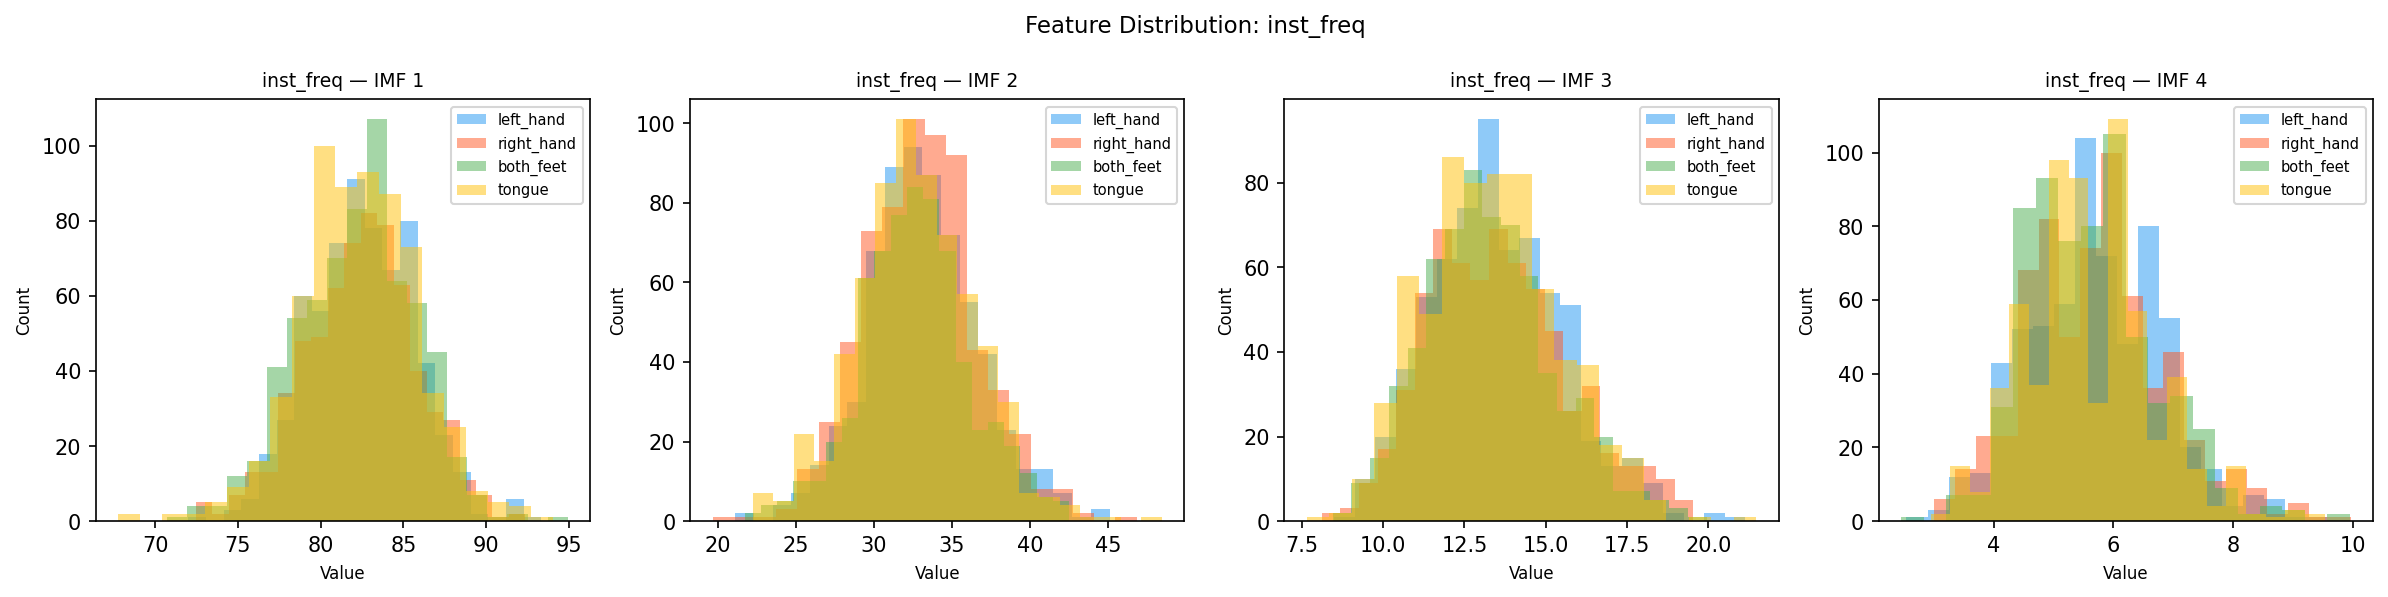 Feature Distribution: inst_freq
inst_freq — IMF 1
left_hand
right_hand
both_feet
tongue
100
80
60
40
20
0
Count
70 75 80 85 90 95
Value
inst_freq — IMF 2
left_hand
right_hand
both_feet
tongue
100
80
60
40
20
0
Count
20 25 30 35 40 45
Value
inst_freq — IMF 3
left_hand
right_hand
both_feet
tongue
80
60
40
20
0
Count
7.5 10.0 12.5 15.0 17.5 20.0
Value
inst_freq — IMF 4
left_hand
right_hand
both_feet
tongue
100
80
60
40
20
0
Count
4 6 8 10
Value